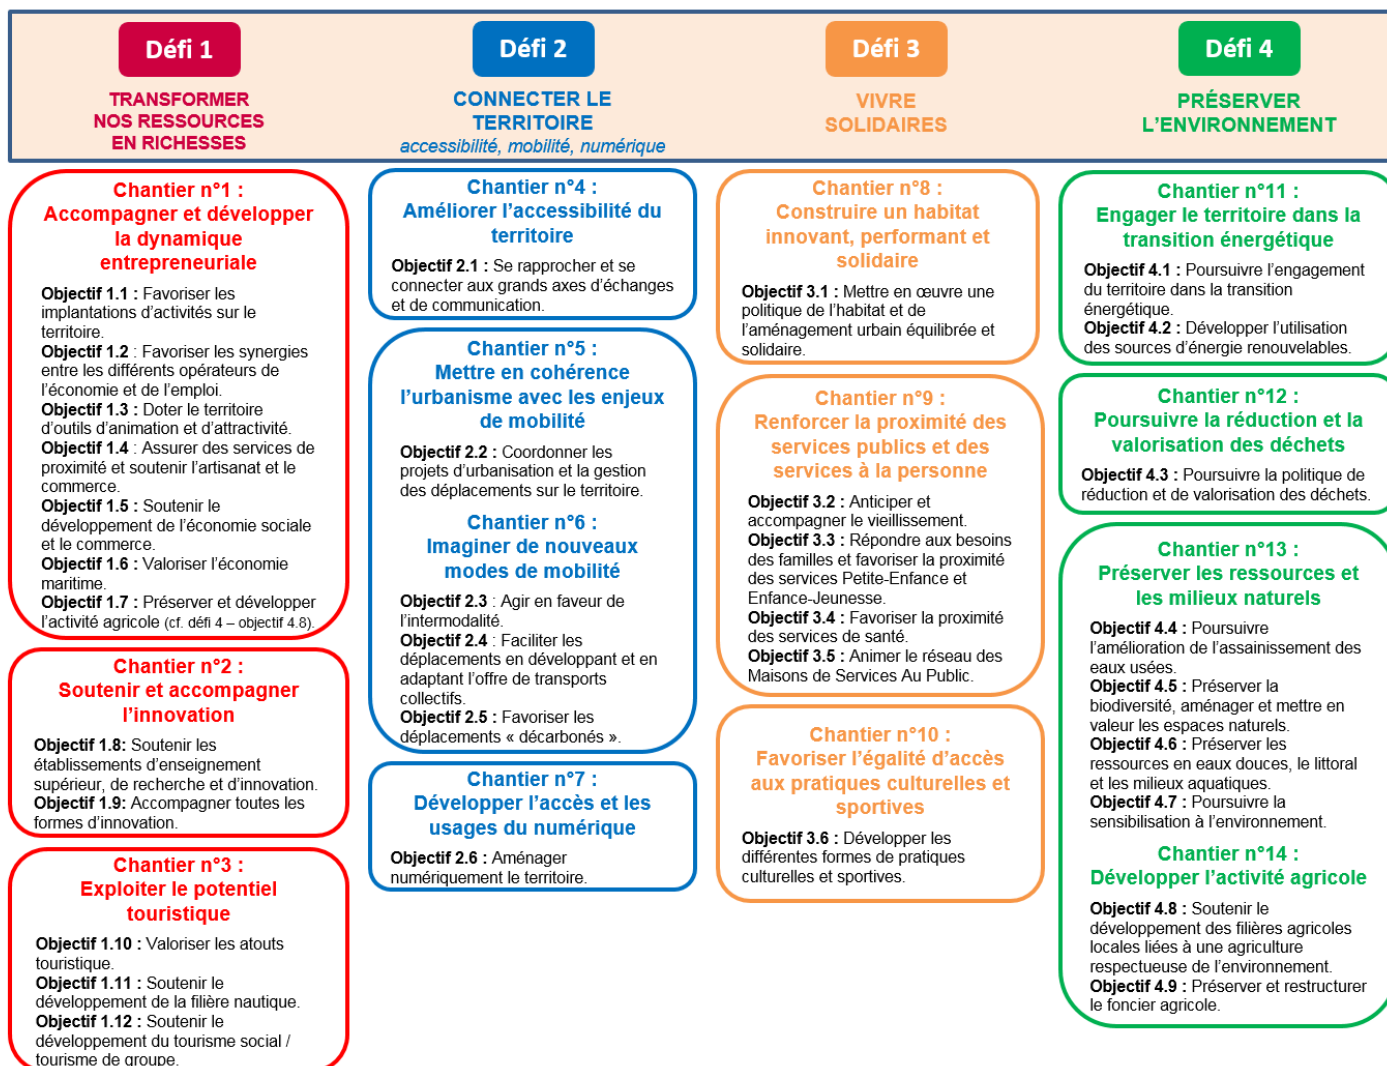 Défi 1
TRANSFORMER
NOS RESSOURCES
EN RICHESSES
Défi 2
CONNECTER LE
TERRITOIRE
accessibilité, mobilité, numérique
Défi 3
VIVRE
SOLIDAIRES
Défi 4
PRÉSERVER
L’ENVIRONNEMENT
Chantier n°1 :
Accompagner et développer
la dynamique
entrepreneuriale
Objectif 1.1 : Favoriser les
implantations d’activités sur le
territoire.
Objectif 1.2 : Favoriser les synergies
entre les différents opérateurs de
l’économie et de l’emploi.
Objectif 1.3 : Doter le territoire
d’outils d’animation et d’attractivité.
Objectif 1.4 : Assurer des services de
proximité et soutenir l’artisanat et le
commerce.
Objectif 1.5 : Soutenir le
développement de l’économie sociale
et le commerce.
Objectif 1.6 : Valoriser l’économie
maritime.
Objectif 1.7 : Préserver et développer
l’activité agricole (cf. défi 4 – objectif 4.8).
Chantier n°2 :
Soutenir et accompagner
l’innovation
Objectif 1.8: Soutenir les
établissements d’enseignement
supérieur, de recherche et d’innovation.
Objectif 1.9: Accompagner toutes les
formes d’innovation.
Chantier n°3 :
Exploiter le potentiel
touristique
Objectif 1.10 : Valoriser les atouts
touristique.
Objectif 1.11 : Soutenir le
développement de la filière nautique.
Objectif 1.12 : Soutenir le
développement du tourisme social /
tourisme de groupe.
Chantier n°4 :
Améliorer l’accessibilité du
territoire
Objectif 2.1 : Se rapprocher et se
connecter aux grands axes d’échanges
et de communication.
Chantier n°5 :
Mettre en cohérence
l’urbanisme avec les enjeux
de mobilité
Objectif 2.2 : Coordonner les
projets d’urbanisation et la gestion
des déplacements sur le territoire.
Chantier n°6 :
Imaginer de nouveaux
modes de mobilité
Objectif 2.3 : Agir en faveur de
l’intermodalité.
Objectif 2.4 : Faciliter les
déplacements en développant et en
adaptant l’offre de transports
collectifs.
Objectif 2.5 : Favoriser les
déplacements « décarbonés ».
Chantier n°7 :
Développer l’accès et les
usages du numérique
Objectif 2.6 : Aménager
numériquement le territoire.
Chantier n°8 :
Construire un habitat
innovant, performant et
solidaire
Objectif 3.1 : Mettre en œuvre une
politique de l’habitat et de
l’aménagement urbain équilibrée et
solidaire.
Chantier n°9 :
Renforcer la proximité des
services publics et des
services à la personne
Objectif 3.2 : Anticiper et
accompagner le vieillissement.
Objectif 3.3 : Répondre aux besoins
des familles et favoriser la proximité
des services Petite-Enfance et
Enfance-Jeunesse.
Objectif 3.4 : Favoriser la proximité
des services de santé.
Objectif 3.5 : Animer le réseau des
Maisons de Services Au Public.
Chantier n°10 :
Favoriser l’égalité d’accès
aux pratiques culturelles et
sportives
Objectif 3.6 : Développer les
différentes formes de pratiques
culturelles et sportives.
Chantier n°11 :
Engager le territoire dans la
transition énergétique
Objectif 4.1 : Poursuivre l’engagement
du territoire dans la transition
énergétique.
Objectif 4.2 : Développer l’utilisation
des sources d’énergie renouvelables.
Chantier n°12 :
Poursuivre la réduction et la
valorisation des déchets
Objectif 4.3 : Poursuivre la politique de
réduction et de valorisation des déchets.
Chantier n°13 :
Préserver les ressources et
les milieux naturels
Objectif 4.4 : Poursuivre
l’amélioration de l’assainissement des
eaux usées.
Objectif 4.5 : Préserver la
biodiversité, aménager et mettre en
valeur les espaces naturels.
Objectif 4.6 : Préserver les
ressources en eaux douces, le littoral
et les milieux aquatiques.
Objectif 4.7 : Poursuivre la
sensibilisation à l’environnement.
Chantier n°14 :
Développer l’activité agricole
Objectif 4.8 : Soutenir le
développement des filières agricoles
locales liées à une agriculture
respectueuse de l’environnement.
Objectif 4.9 : Préserver et restructurer
le foncier agricole.